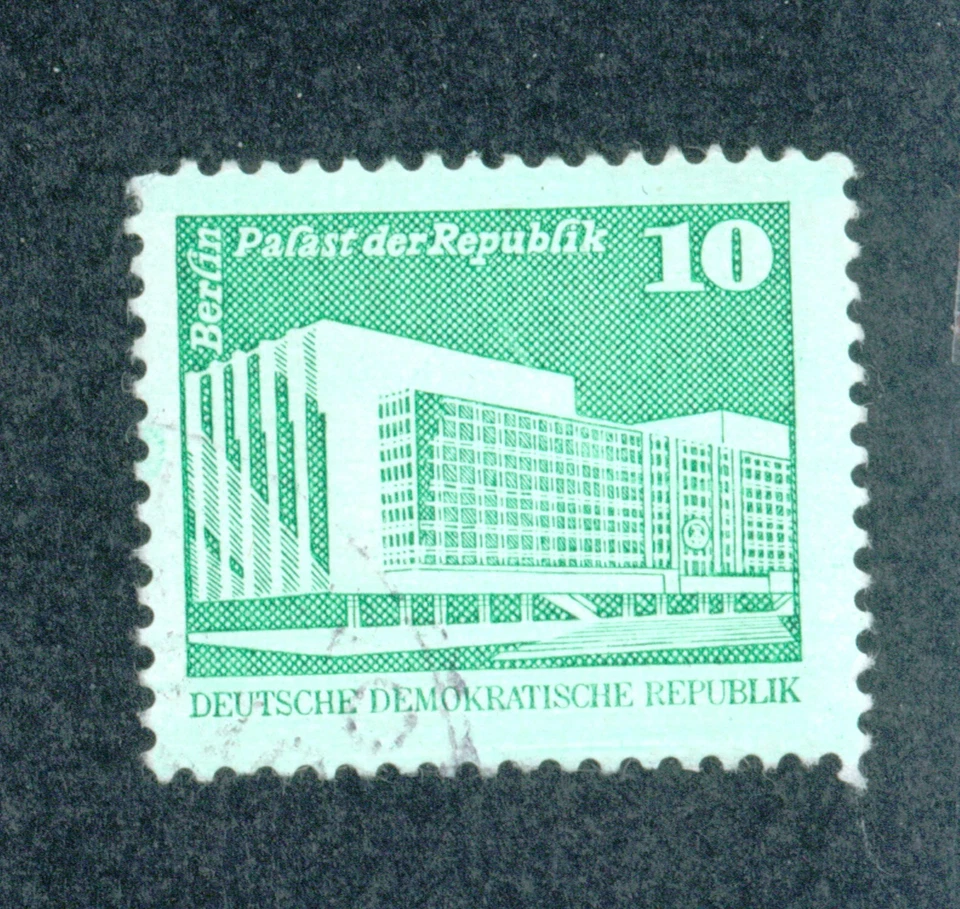 Berlin
Palast der Republik
10
DEUTSCHE DEMOKRATISCHE REPUBLIK